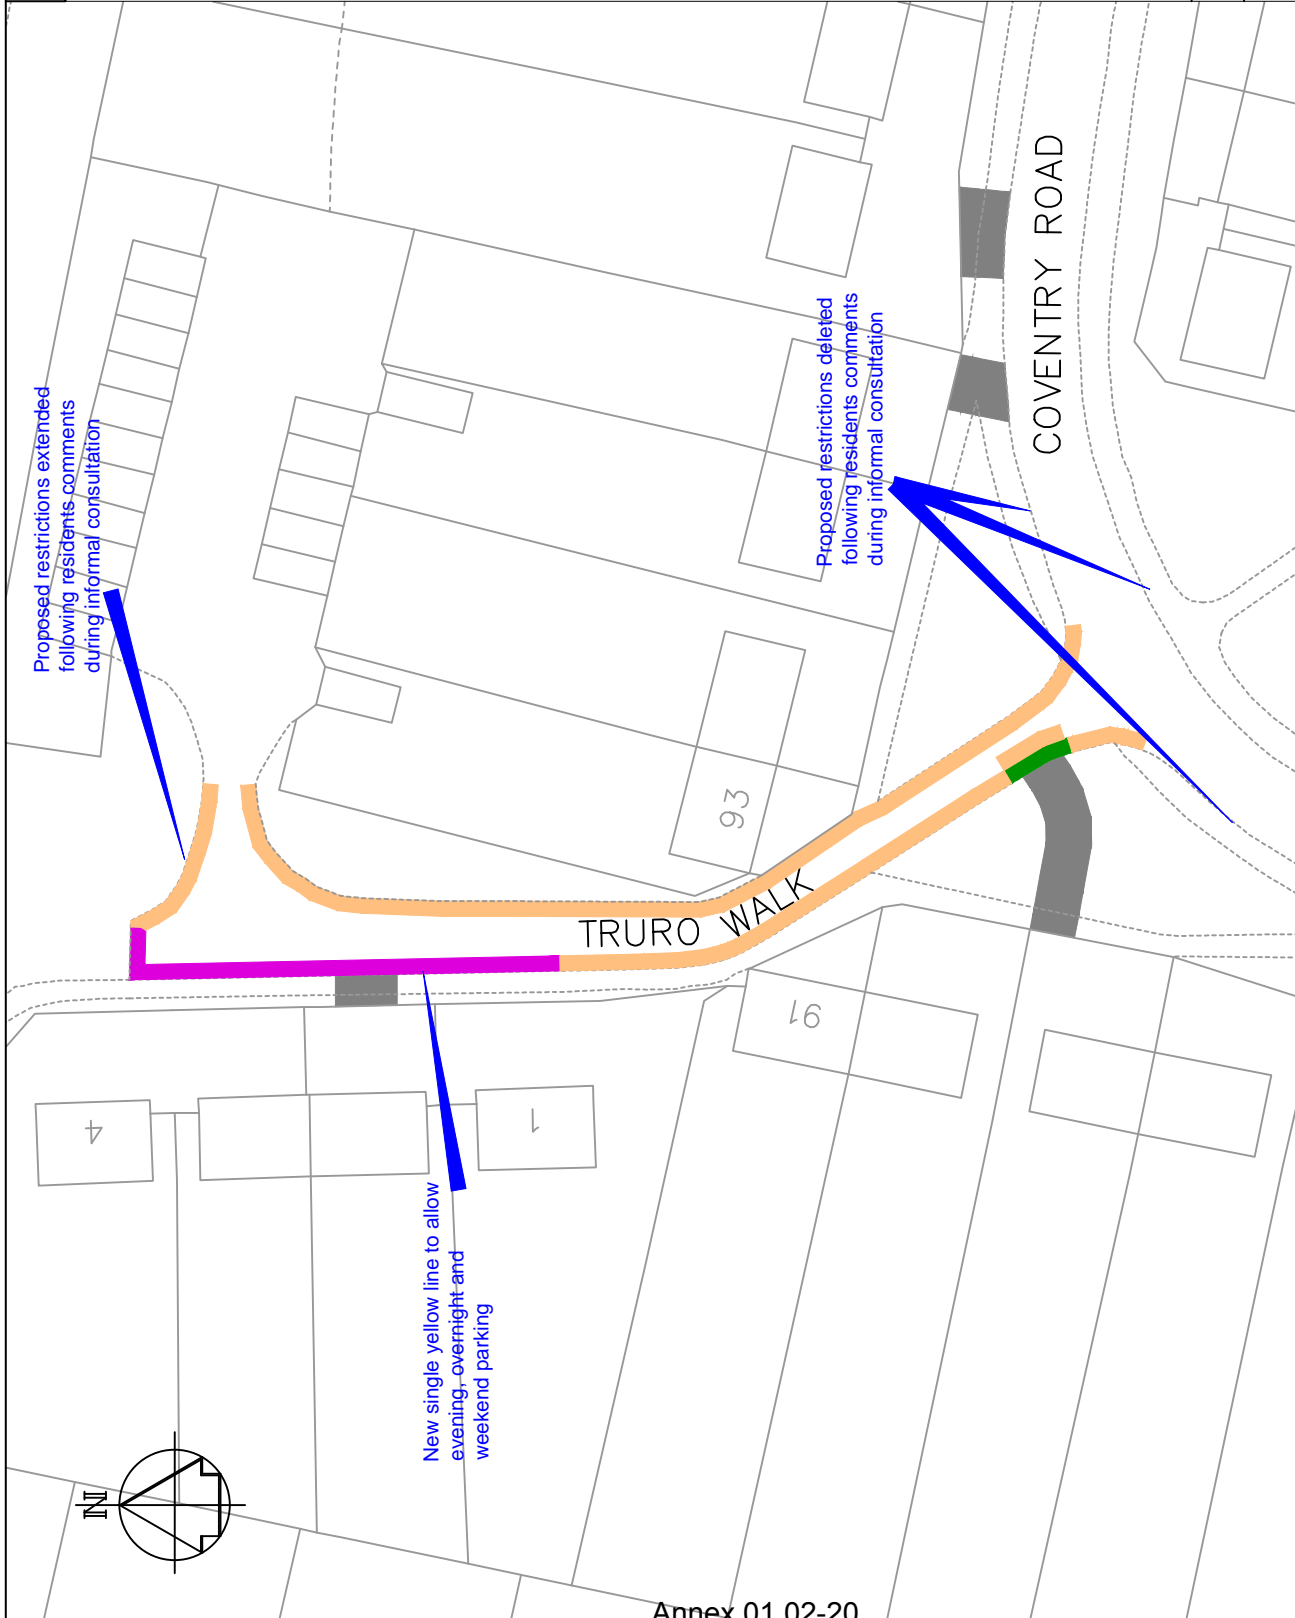 Proposed restrictions extended
following residents comments
during informal consultation
Proposed restrictions deleted
following residents comments
during informal consultation
COVENTRY ROAD
93
TRURO WALK
91
4
1
New single yellow line to allow
evening, overnight and
weekend parking
N
Annex 01 02-20